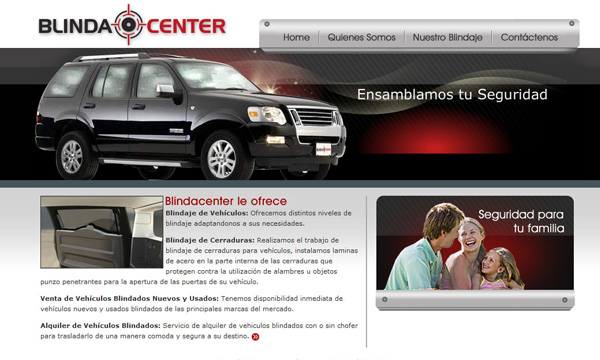 BLINDA CENTER
Home Quienes Somos Nuestro Blindaje Contáctenos
Ensamblamos tu Seguridad
Blindacenter le ofrece
Blindaje de Vehículos: Ofrecemos distintos niveles de
blindaje adaptandonos a sus necesidades.
Blindaje de Cerraduras: Realizamos el trabajo de
blindaje de cerraduras para vehículos, instalamos laminas
de acero en la parte interna de las cerraduras que
protegen contra la utilización de alambres u objetos
punzo penetrantes para la apertura de las puertas de su vehículo.
Venta de Vehículos Blindados Nuevos y Usados: Tenemos disponibilidad inmediata de
vehículos nuevos y usados blindados de las principales marcas del mercado.
Alquiler de Vehículos Blindados: Servicio de alquiler de vehiculos blindados con o sin chofer
para trasladarlo de una manera comoda y segura a su destino.
Seguridad para
tu familia